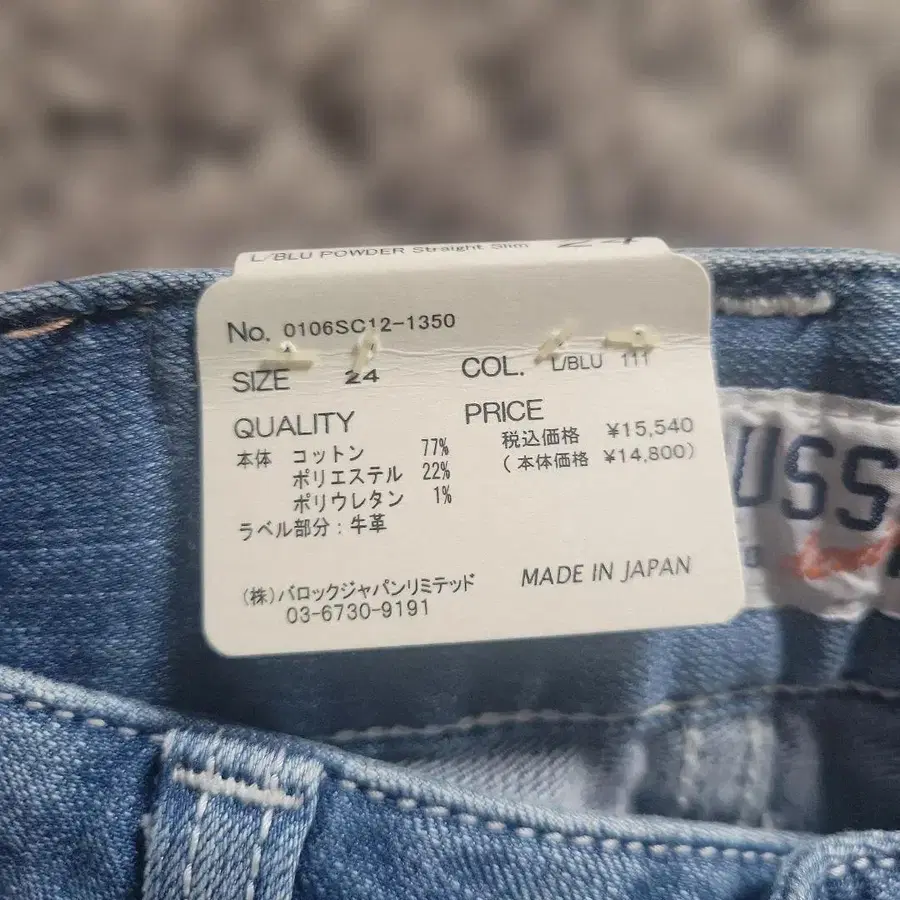 L/BLU POWDER Straight Slim 24
No. 0106SC12-1350
SIZE 24 COL. L/BLU 111
QUALITY
本体 コットン 77%
ポリエステル 22%
ポリウレタン 1%
ラベル部分：牛革
PRICE
税込価格 ¥15,540
(本体価格 ¥14,800)
(株)バロックジャパンリミテッド
03-6730-9191
MADE IN JAPAN
USS